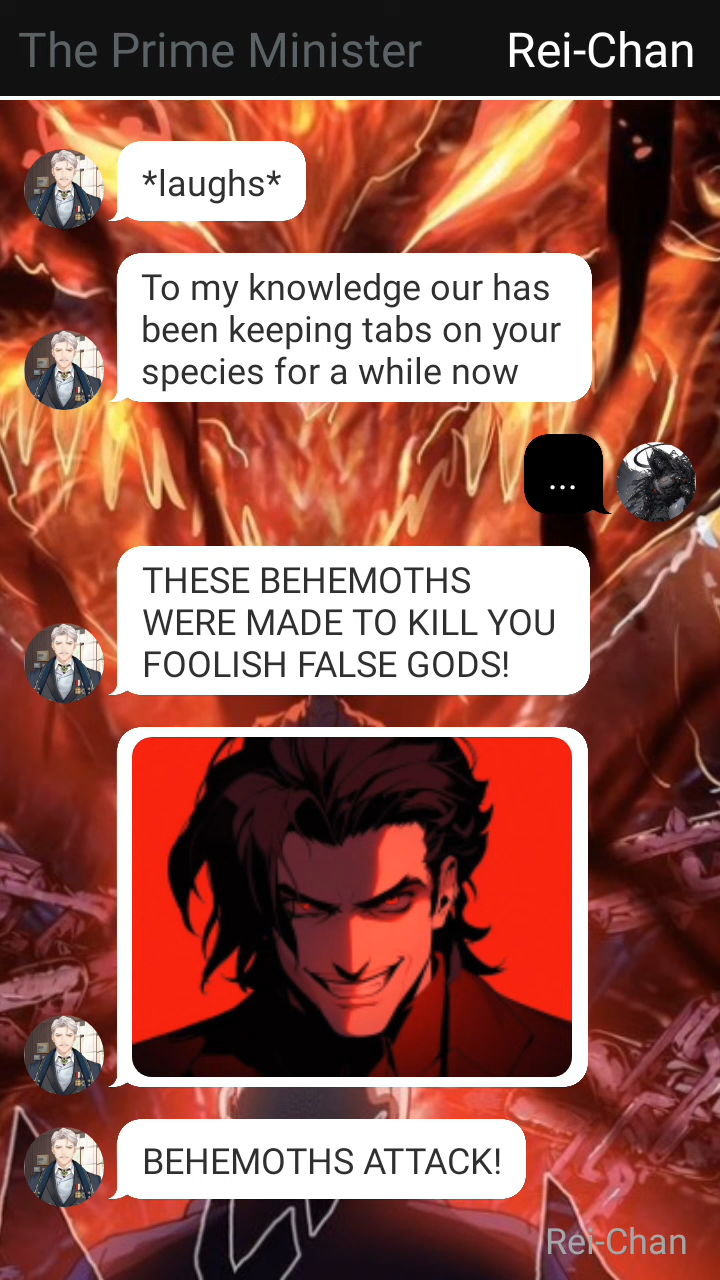 The Prime Minister Rei-Chan
*laughs*
To my knowledge our has
been keeping tabs on your
species for a while now
...
THESE BEHEMOTHS
WERE MADE TO KILL YOU
FOOLISH FALSE GODS!
BEHEMOTHS ATTACK!
Rei-Chan